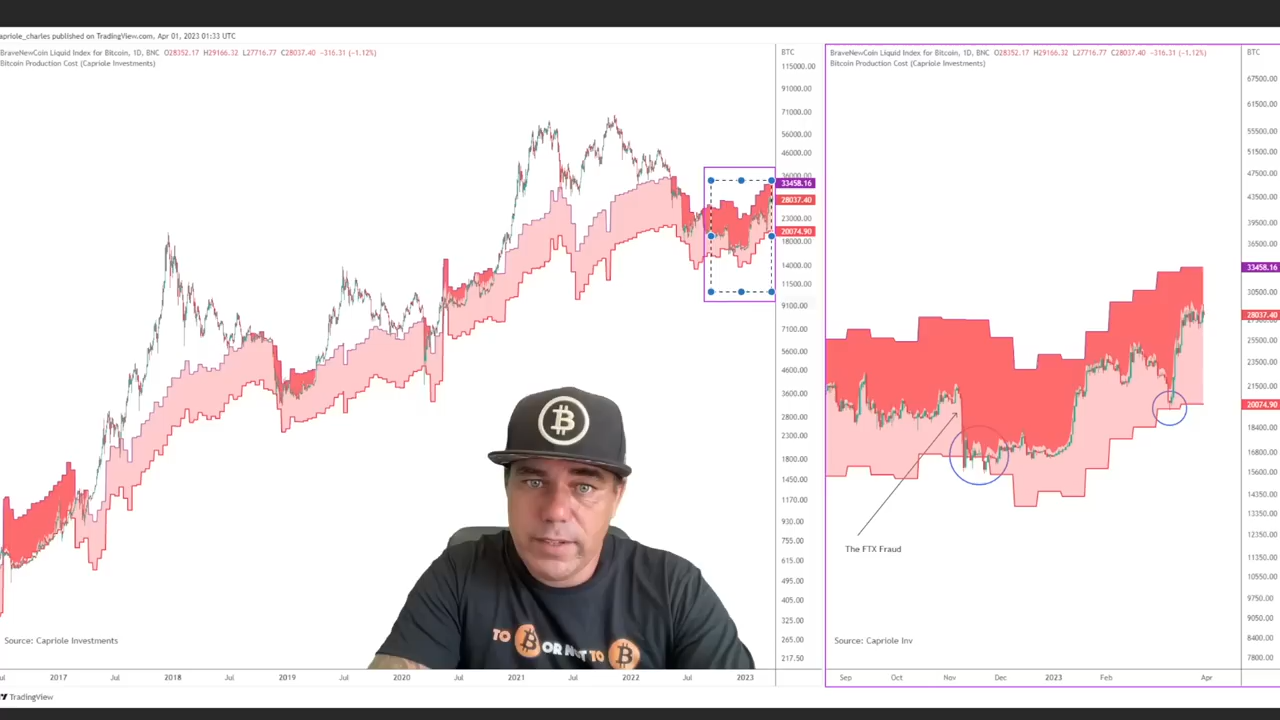 apriole_charles published on TradingView.com, Apr 01, 2023 01:33 UTC
BraveNewCoin Liquid Index for Bitcoin, 1D, BNC O28352.17 H29166.32 L27716.77 C28037.40 -316.31 (-1.12%)
Bitcoin Production Cost (Capriole Investments)
BTC
115000.00
91000.00
71000.00
56000.00
46000.00
36000.00
33458.16
28037.40
23000.00
20074.90
18000.00
14000.00
11500.00
9100.00
7100.00
5600.00
4600.00
3600.00
2800.00
2300.00
1800.00
1450.00
1170.00
930.00
755.00
615.00
495.00
405.00
325.00
265.00
217.50
Source: Capriole Investments
2017
Jul
2018
Jul
2019
Jul
2020
Jul
2021
Jul
2022
Jul
2023
TradingView
BraveNewCoin Liquid Index for Bitcoin, 1D, BNC O28352.17 H29166.32 L27716.77 C28037.40 -316.31 (-1.12%)
Bitcoin Production Cost (Capriole Investments)
BTC
67500.00
61500.00
55500.00
51500.00
47500.00
43500.00
39500.00
36500.00
33458.16
30500.00
28037.40
25500.00
23500.00
21500.00
20074.90
18400.00
16800.00
15600.00
14350.00
13350.00
12350.00
11350.00
10550.00
9750.00
9050.00
8400.00
7800.00
The FTX Fraud
Source: Capriole Inv
Sep
Oct
Nov
Dec
2023
Feb
Apr
TO B OR NOT TO B